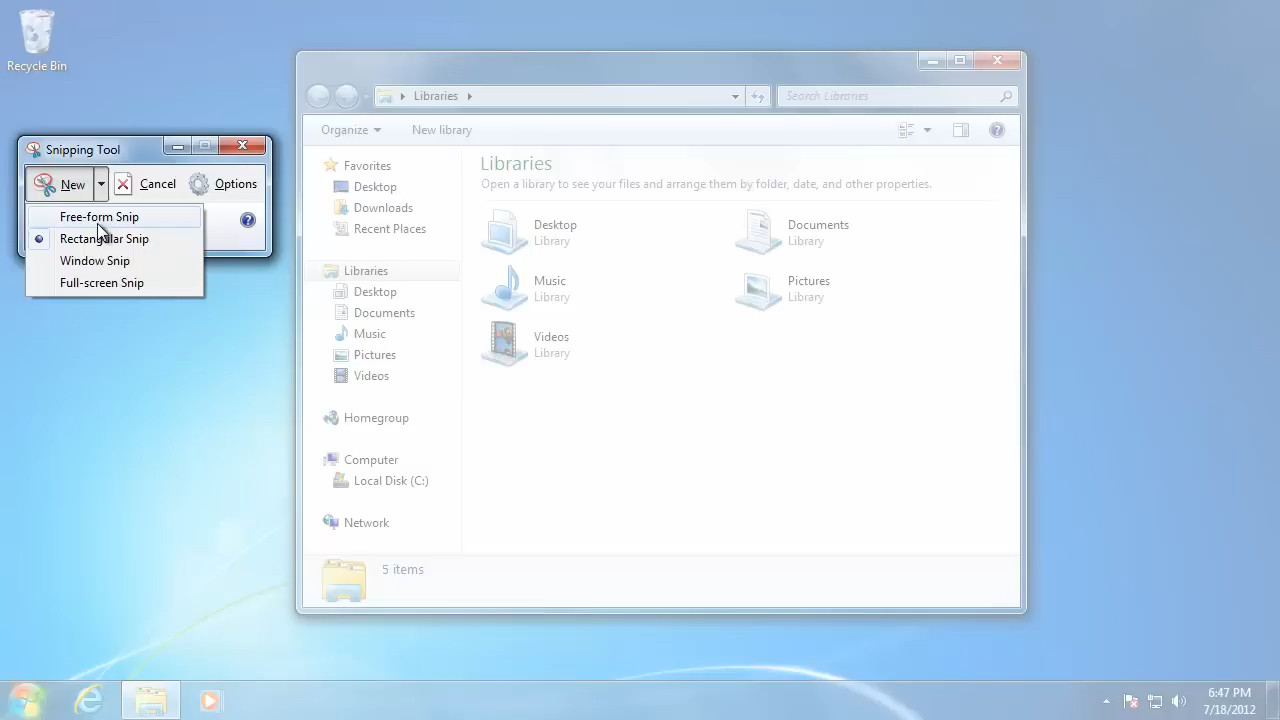 Recycle Bin
Snipping Tool
New
Cancel
Options
Free-form Snip
Rectangular Snip
Window Snip
Full-screen Snip
Libraries
Search Libraries
Organize
New library
Favorites
Desktop
Downloads
Recent Places
Libraries
Desktop
Documents
Music
Pictures
Videos
Homegroup
Computer
Local Disk (C:)
Network
Libraries
Open a library to see your files and arrange them by folder, date, and other properties.
Desktop
Library
Documents
Library
Music
Library
Pictures
Library
Videos
Library
5 items
6:47 PM
7/18/2012